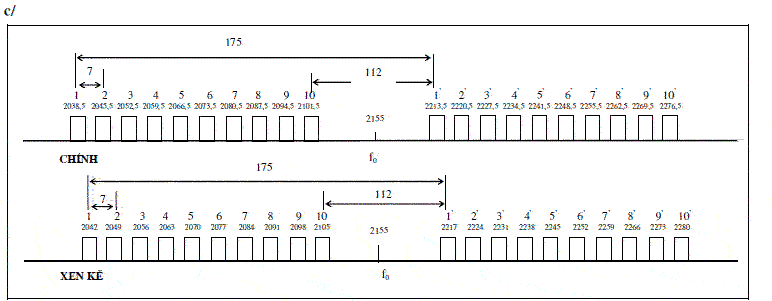 c/
175
7
112
1 2 3 4 5 6 7 8 9 10 1' 2' 3' 4' 5' 6' 7' 8' 9' 10'
2038,5 2045,5 2052,5 2059,5 2066,5 2073,5 2080,5 2087,5 2094,5 2101,5 2213,5 2220,5 2227,5 2234,5 2241,5 2248,5 2255,5 2262,5 2269,5 2276,5
2155
CHÍNH f₀
175
7 112
1 2 3 4 5 6 7 8 9 10 1' 2' 3' 4' 5' 6' 7' 8' 9' 10'
2042 2049 2056 2063 2070 2077 2084 2091 2098 2105 2155 2217 2224 2231 2238 2245 2252 2259 2266 2273 2280
XEN KẼ f₀